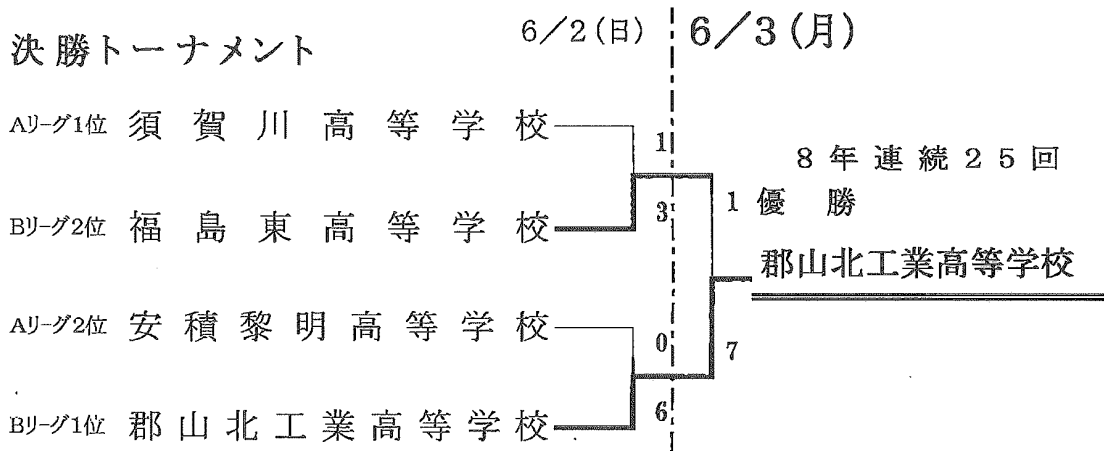 決勝トーナメント
6/2(日)
6/3(月)
Aリーグ1位 須賀川高等学校
1
8年連続25回
3
1
優勝
Bリーグ2位 福島東高等学校
郡山北工業高等学校
Aリーグ2位 安積黎明高等学校
0
7
6
Bリーグ1位 郡山北工業高等学校